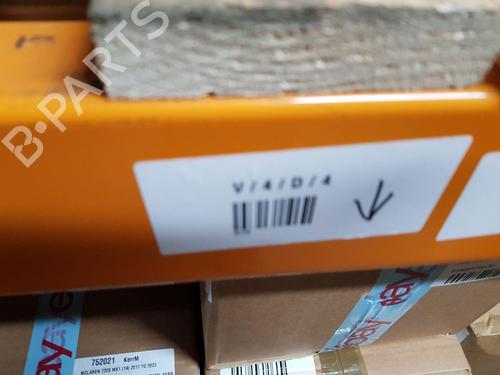 B-PARTS
V/4/D/4
752021 KerrM
MCLAREN 720S MK1 (14) 2017 TO 2023